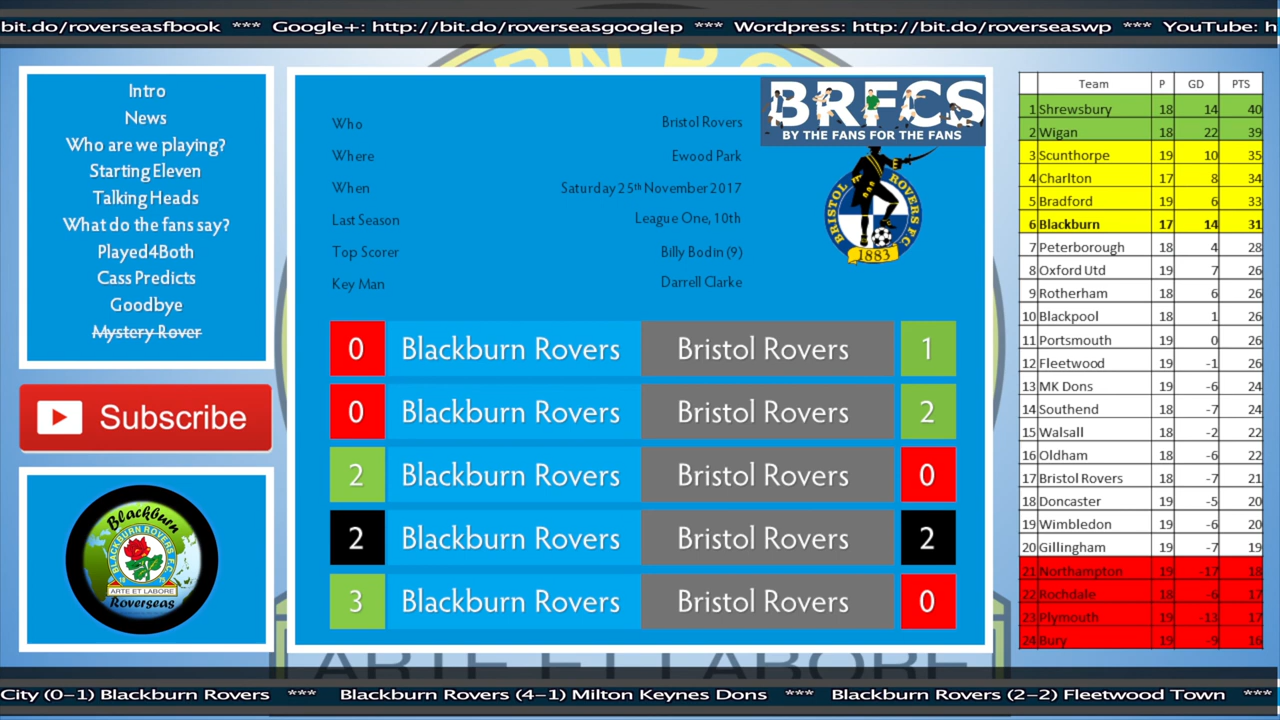 bit.do/roverseasfbook *** Google+: http://bit.do/roverseasgooglep *** Wordpress: http://bit.do/roverseaswp *** YouTube: h
Intro
News
Who are we playing?
Starting Eleven
Talking Heads
What do the fans say?
Played4Both
Cass Predicts
Goodbye
Mystery Rover
Subscribe
Blackburn
BLACKBURN ROVERS F.C.
18 75
ARTE ET LABORE
Roverseas
Who Bristol Rovers
Where Ewood Park
When Saturday 25th November 2017
Last Season League One, 10th
Top Scorer Billy Bodin (9)
Key Man Darrell Clarke
BRFCS
BY THE FANS FOR THE FANS
BRISTOL ROVERS F.C.
1883
0 Blackburn Rovers Bristol Rovers 1
0 Blackburn Rovers Bristol Rovers 2
2 Blackburn Rovers Bristol Rovers 0
2 Blackburn Rovers Bristol Rovers 2
3 Blackburn Rovers Bristol Rovers 0
Team P GD PTS
1 Shrewsbury 18 14 40
2 Wigan 18 22 39
3 Scunthorpe 19 10 35
4 Charlton 17 8 34
5 Bradford 19 6 33
6 Blackburn 17 14 31
7 Peterborough 18 4 28
8 Oxford Utd 19 7 26
9 Rotherham 18 6 26
10 Blackpool 18 1 26
11 Portsmouth 19 0 26
12 Fleetwood 19 -1 26
13 MK Dons 19 -6 24
14 Southend 18 -7 24
15 Walsall 18 -2 22
16 Oldham 18 -6 22
17 Bristol Rovers 18 -7 21
18 Doncaster 19 -5 20
19 Wimbledon 19 -6 20
20 Gillingham 19 -7 19
21 Northampton 19 -17 18
22 Rochdale 18 -6 17
23 Plymouth 19 -13 17
24 Bury 19 -9 16
ARTE ET LABORE
City (0-1) Blackburn Rovers *** Blackburn Rovers (4-1) Milton Keynes Dons *** Blackburn Rovers (2-2) Fleetwood Town ***